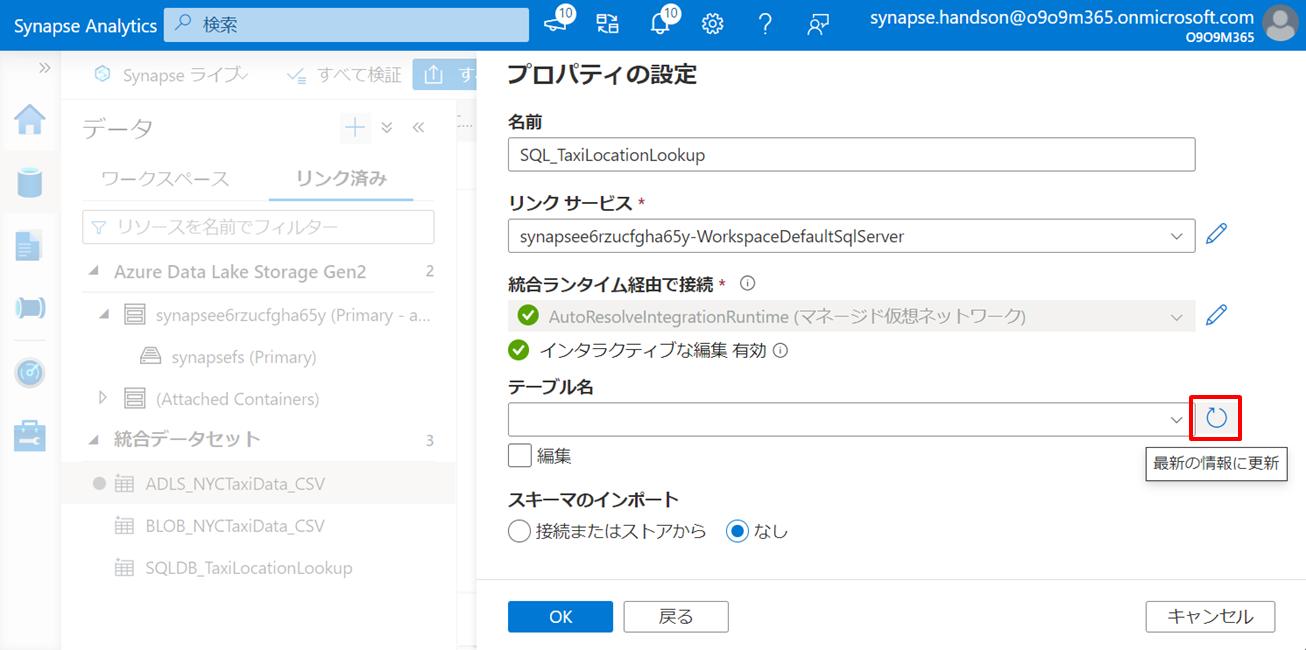 Synapse Analytics
検索
10
10
synapse.handson@o9o9m365.onmicrosoft.com
O9O9M365
Synapse ライブ
すべて検証
データ
ワークスペース
リンク済み
リソースを名前でフィルター
Azure Data Lake Storage Gen2
2
synapsee6rzucfgha65y (Primary - a...
synapsefs (Primary)
(Attached Containers)
統合データセット
3
ADLS_NYCTaxiData_CSV
BLOB_NYCTaxiData_CSV
SQLDB_TaxiLocationLookup
プロパティの設定
名前
SQL_TaxiLocationLookup
リンク サービス *
synapsee6rzucfgha65y-WorkspaceDefaultSqlServer
統合ランタイム経由で接続 *
AutoResolveIntegrationRuntime (マネージド仮想ネットワーク)
インタラクティブな編集 有効
テーブル名
最新の情報に更新
編集
スキーマのインポート
接続またはストアから
なし
OK
戻る
キャンセル